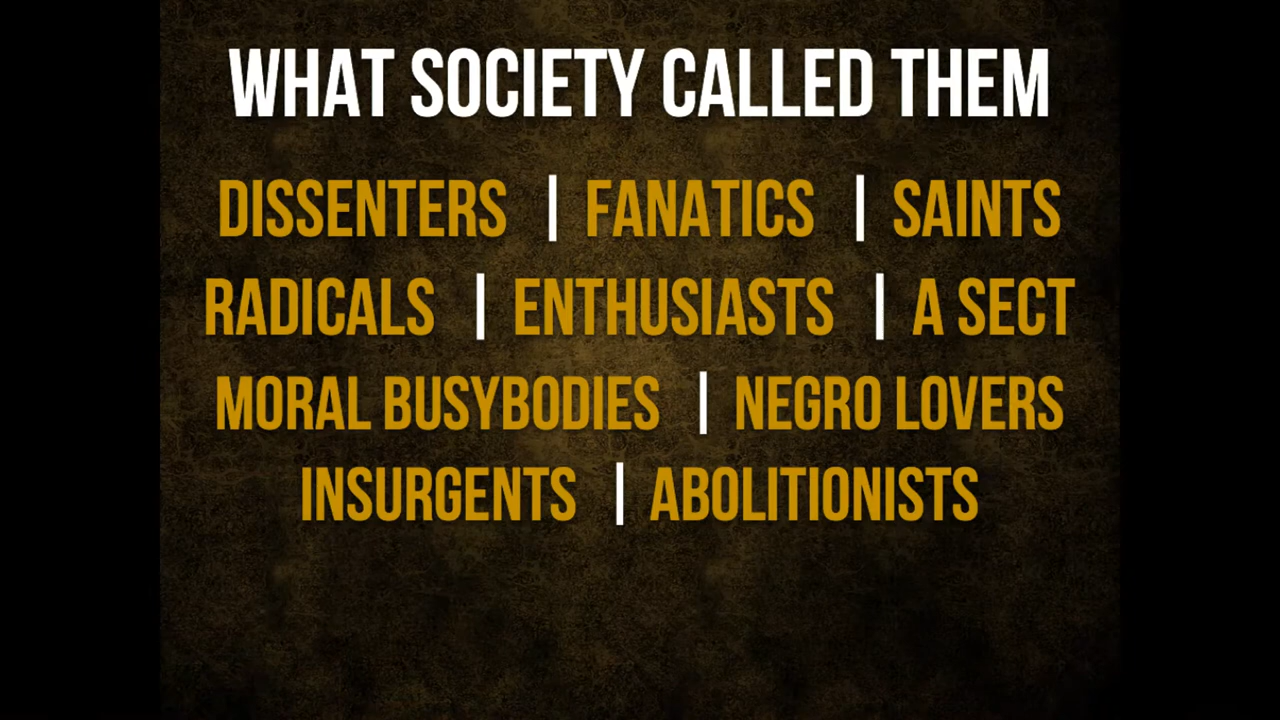 WHAT SOCIETY CALLED THEM
DISSENTERS | FANATICS | SAINTS
RADICALS | ENTHUSIASTS | A SECT
MORAL BUSYBODIES | NEGRO LOVERS
INSURGENTS | ABOLITIONISTS